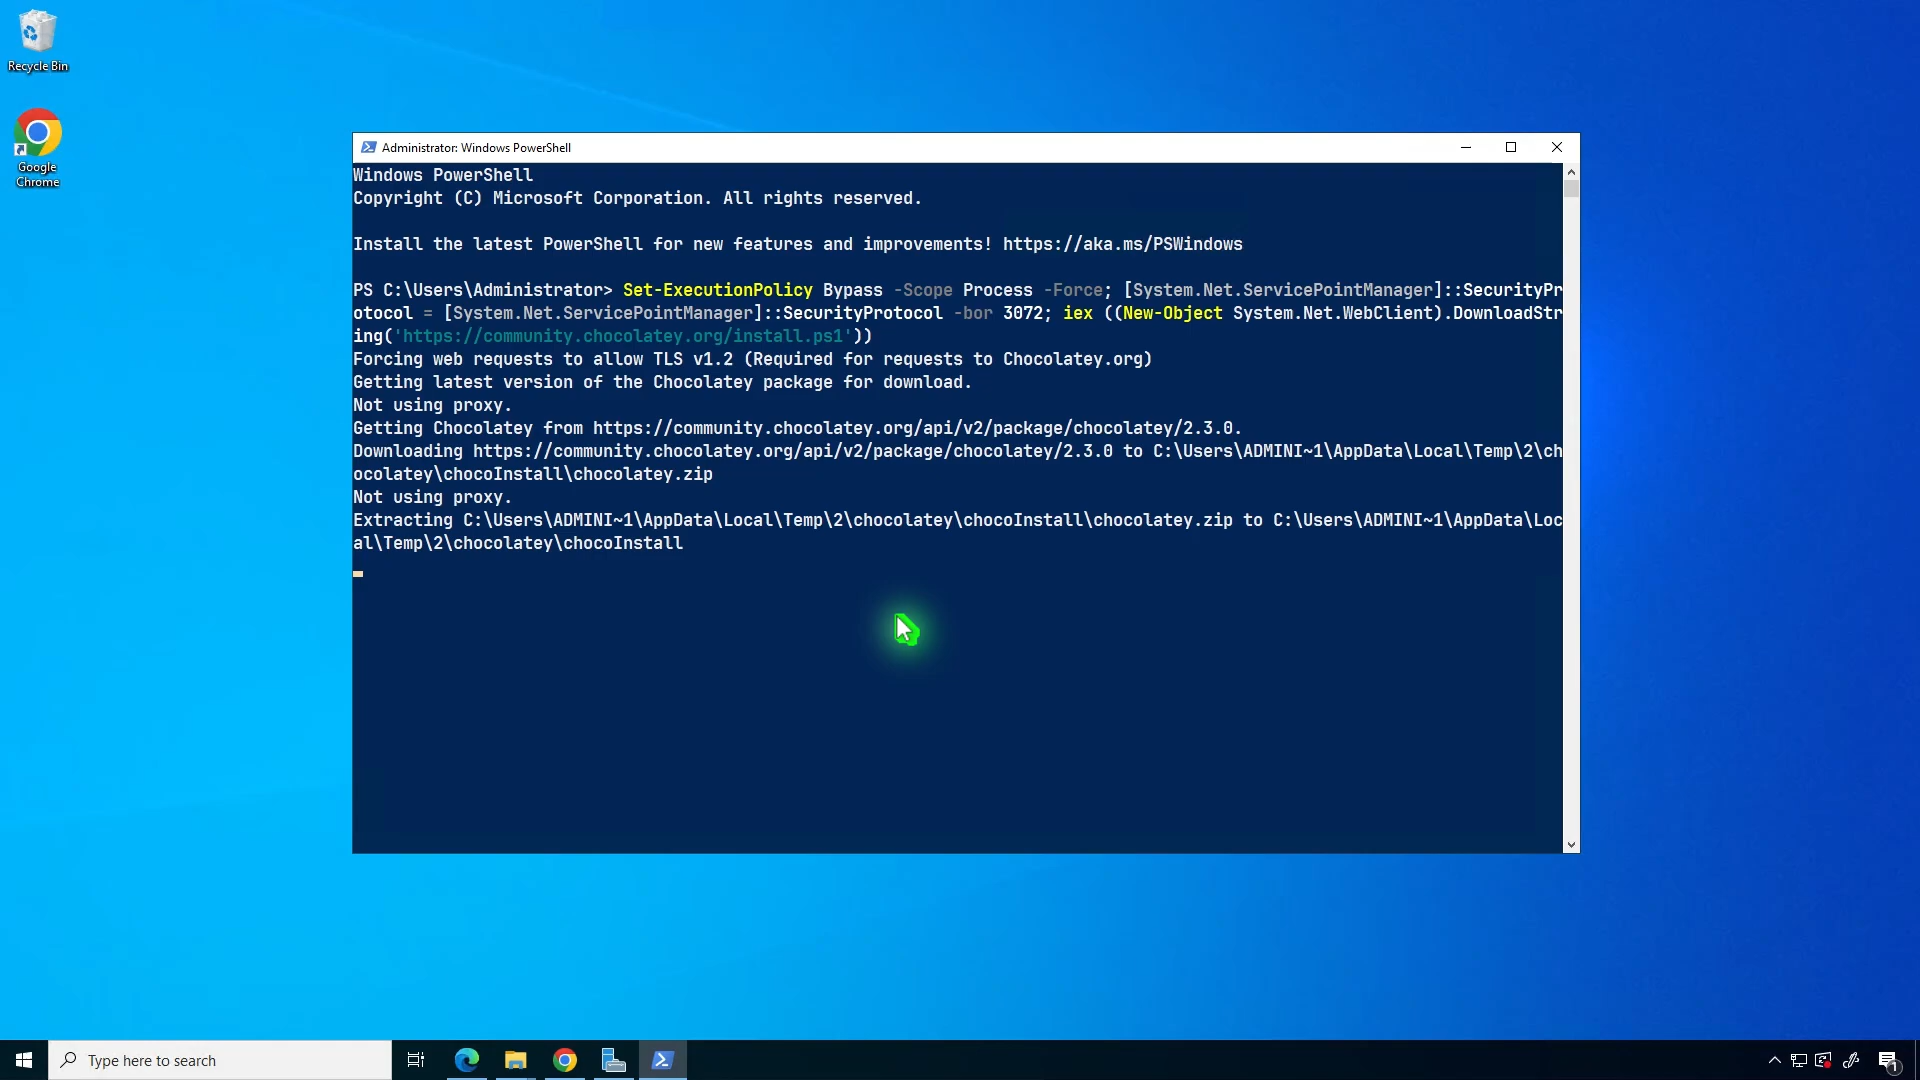 Recycle Bin
Google
Chrome
Administrator: Windows PowerShell
Windows PowerShell
Copyright (C) Microsoft Corporation. All rights reserved.
Install the latest PowerShell for new features and improvements! https://aka.ms/PSWindows
PS C:\Users\Administrator> Set-ExecutionPolicy Bypass -Scope Process -Force; [System.Net.ServicePointManager]::SecurityPr
otocol = [System.Net.ServicePointManager]::SecurityProtocol -bor 3072; iex ((New-Object System.Net.WebClient).DownloadStr
ing('https://community.chocolatey.org/install.ps1'))
Forcing web requests to allow TLS v1.2 (Required for requests to Chocolatey.org)
Getting latest version of the Chocolatey package for download.
Not using proxy.
Getting Chocolatey from https://community.chocolatey.org/api/v2/package/chocolatey/2.3.0.
Downloading https://community.chocolatey.org/api/v2/package/chocolatey/2.3.0 to C:\Users\ADMINI~1\AppData\Local\Temp\2\ch
ocolatey\chocoInstall\chocolatey.zip
Not using proxy.
Extracting C:\Users\ADMINI~1\AppData\Local\Temp\2\chocolatey\chocoInstall\chocolatey.zip to C:\Users\ADMINI~1\AppData\Loc
al\Temp\2\chocolatey\chocoInstall
Type here to search
1